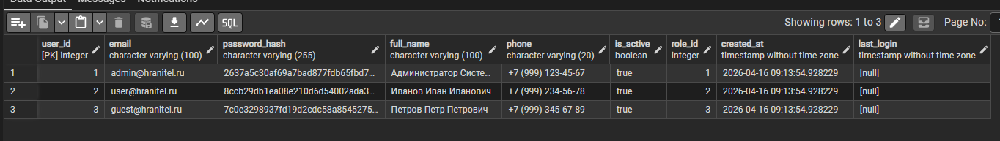 Data Output Messages Notifications
SQL Showing rows: 1 to 3 Page No: 1
user_id email password_hash full_name phone is_active role_id created_at last_login
[PK] integer character varying (100) character varying (255) character varying (100) character varying (20) boolean integer timestamp without time zone timestamp without time zone
1 1 admin@hranitel.ru 2637a5c30af69a7bad877fdb65fbd7... Администратор Систе... +7 (999) 123-45-67 true 1 2026-04-16 09:13:54.928229 [null]
2 2 user@hranitel.ru 8ccb29db1ea08e210d6d54002ada3... Иванов Иван Иванович +7 (999) 234-56-78 true 2 2026-04-16 09:13:54.928229 [null]
3 3 guest@hranitel.ru 7c0e3298937fd19d2cdc58a8545275... Петров Петр Петрович +7 (999) 345-67-89 true 3 2026-04-16 09:13:54.928229 [null]